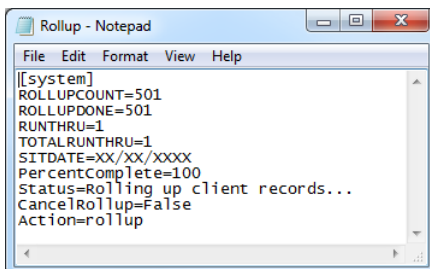 Rollup - Notepad
File Edit Format View Help
[system]
ROLLUPCOUNT=501
ROLLUPDONE=501
RUNTHRU=1
TOTALRUNTHRU=1
SITDATE=XX/XX/XXXX
PercentComplete=100
Status=Rolling up client records...
CancelRollup=False
Action=rollup